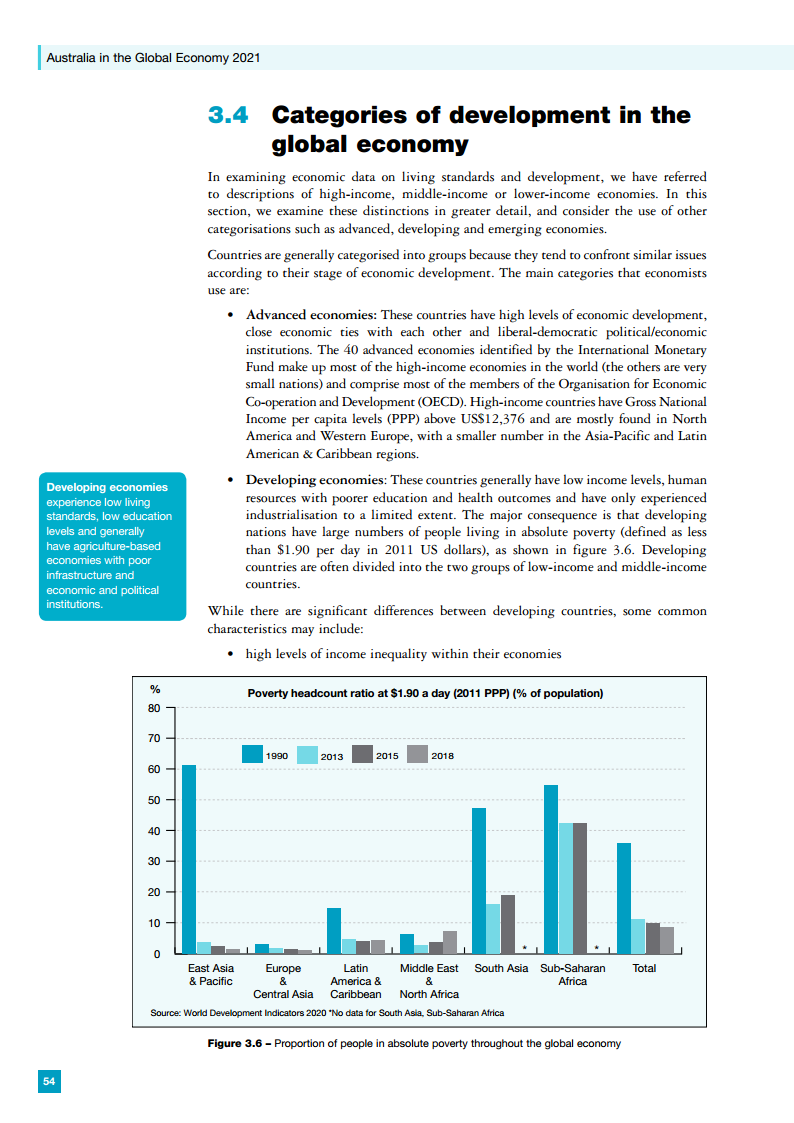 Australia in the Global Economy 2021
3.4 Categories of development in the
global economy
In examining economic data on living standards and development, we have referred
to descriptions of high-income, middle-income or lower-income economies. In this
section, we examine these distinctions in greater detail, and consider the use of other
categorisations such as advanced, developing and emerging economies.
Countries are generally categorised into groups because they tend to confront similar issues
according to their stage of economic development. The main categories that economists
use are:
• Advanced economies: These countries have high levels of economic development,
close economic ties with each other and liberal-democratic political/economic
institutions. The 40 advanced economies identified by the International Monetary
Fund make up most of the high-income economies in the world (the others are very
small nations) and comprise most of the members of the Organisation for Economic
Co-operation and Development (OECD). High-income countries have Gross National
Income per capita levels (PPP) above US$12,376 and are mostly found in North
America and Western Europe, with a smaller number in the Asia-Pacific and Latin
American & Caribbean regions.
• Developing economies: These countries generally have low income levels, human
resources with poorer education and health outcomes and have only experienced
industrialisation to a limited extent. The major consequence is that developing
nations have large numbers of people living in absolute poverty (defined as less
than $1.90 per day in 2011 US dollars), as shown in figure 3.6. Developing
countries are often divided into the two groups of low-income and middle-income
countries.
Developing economies
experience low living
standards, low education
levels and generally
have agriculture-based
economies with poor
infrastructure and
economic and political
institutions.
While there are significant differences between developing countries, some common
characteristics may include:
• high levels of income inequality within their economies
%
Poverty headcount ratio at $1.90 a day (2011 PPP) (% of population)
80
70
1990 2013 2015 2018
60
50
40
30
20
10
0
* *
East Asia
& Pacific
Europe
&
Central Asia
Latin
America &
Caribbean
Middle East
&
North Africa
South Asia
Sub-Saharan
Africa
Total
Source: World Development Indicators 2020 *No data for South Asia, Sub-Saharan Africa
Figure 3.6 – Proportion of people in absolute poverty throughout the global economy
54